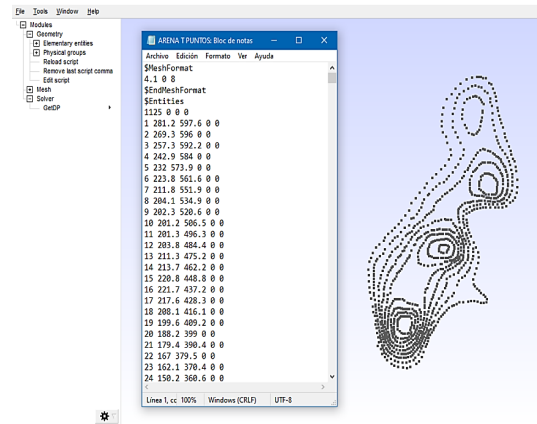 File Tools Window Help
Modules
Geometry
Elementary entities
Physical groups
Reload script
Remove last script comma
Edit script
Mesh
Solver
GetDP
ARENA T PUNTOS: Bloc de notas
Archivo Edición Formato Ver Ayuda
$MeshFormat
4.1 0 8
$EndMeshFormat
$Entities
1125 0 0 0
1 281.2 597.6 0 0
2 269.3 596 0 0
3 257.3 592.2 0 0
4 242.9 584 0 0
5 232 573.9 0 0
6 223.8 561.6 0 0
7 211.8 551.9 0 0
8 204.1 534.9 0 0
9 202.3 520.6 0 0
10 201.2 506.5 0 0
11 201.3 496.3 0 0
12 203.8 484.4 0 0
13 211.3 475.2 0 0
14 213.7 462.2 0 0
15 220.8 448.8 0 0
16 221.7 437.2 0 0
17 217.6 428.3 0 0
18 208.1 416.1 0 0
19 199.6 409.2 0 0
20 188.2 399 0 0
21 179.4 390.4 0 0
22 167 379.5 0 0
23 162.1 370.4 0 0
24 150.2 360.6 0 0
Línea 1, cc 100% Windows (CRLF) UTF-8